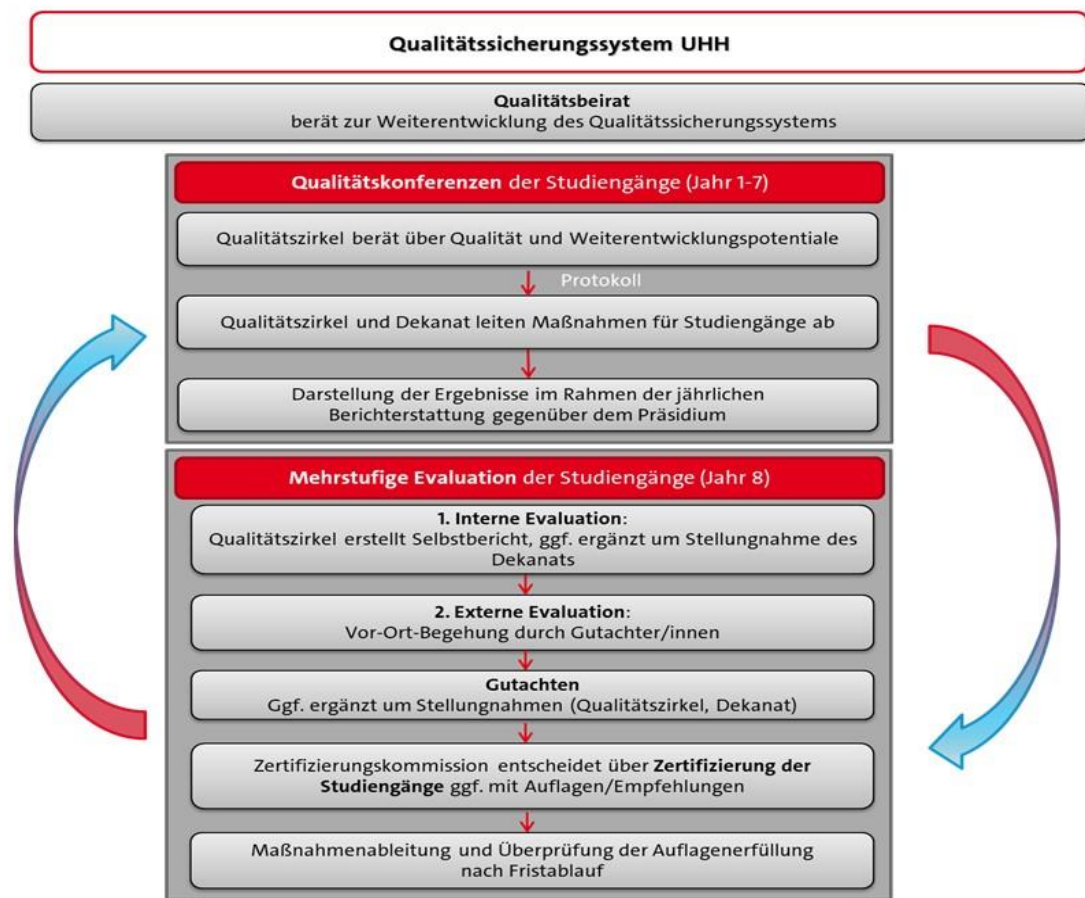 Qualitätssicherungssystem UHH
Qualitätsbeirat
berät zur Weiterentwicklung des Qualitätssicherungssystems
Qualitätskonferenzen der Studiengänge (Jahr 1-7)
Qualitätszirkel berät über Qualität und Weiterentwicklungspotentiale
Protokoll
Qualitätszirkel und Dekanat leiten Maßnahmen für Studiengänge ab
Darstellung der Ergebnisse im Rahmen der jährlichen
Berichterstattung gegenüber dem Präsidium
Mehrstufige Evaluation der Studiengänge (Jahr 8)
1. Interne Evaluation:
Qualitätszirkel erstellt Selbstbericht, ggf. ergänzt um Stellungnahme des
Dekanats
2. Externe Evaluation:
Vor-Ort-Begehung durch Gutachter/innen
Gutachten
Ggf. ergänzt um Stellungnahmen (Qualitätszirkel, Dekanat)
Zertifizierungskommission entscheidet über Zertifizierung der
Studiengänge ggf. mit Auflagen/Empfehlungen
Maßnahmenableitung und Überprüfung der Auflagenerfüllung
nach Fristablauf